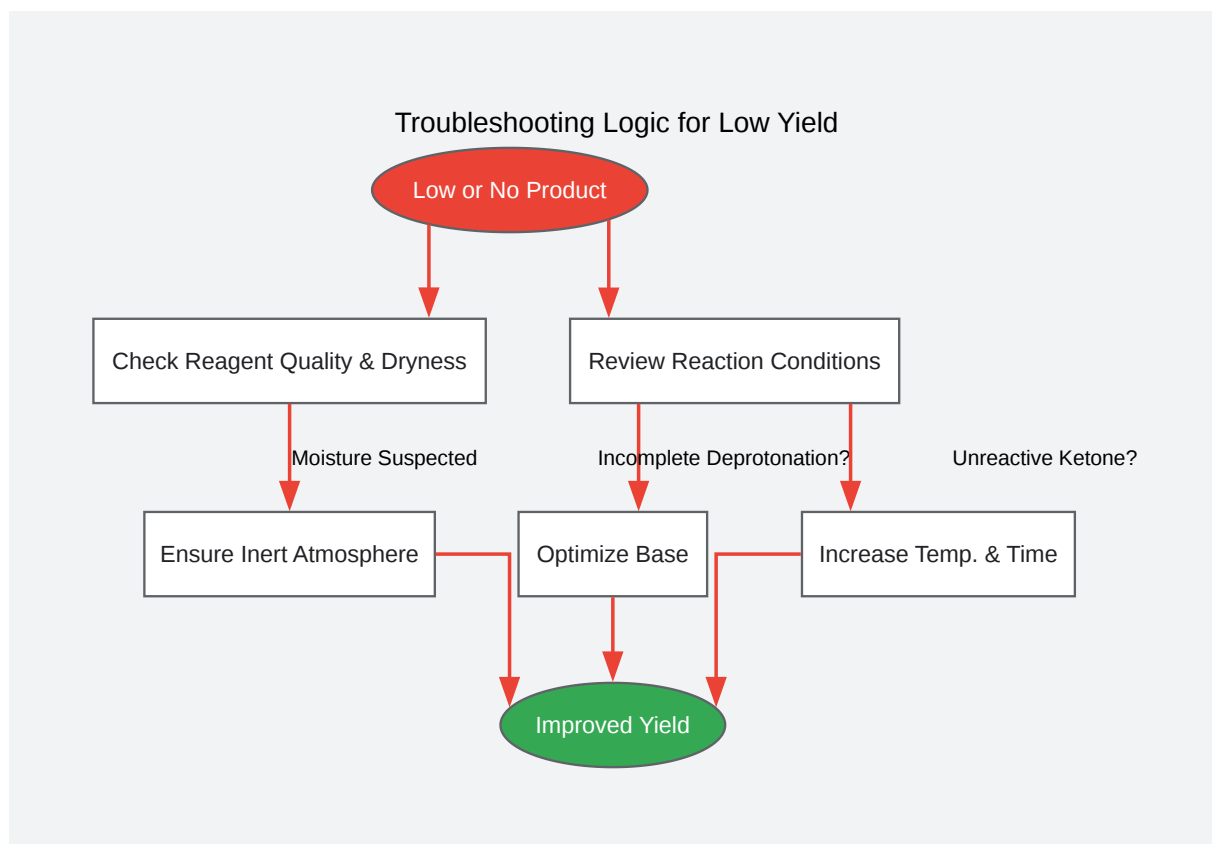 Troubleshooting Logic for Low Yield
Low or No Product
Check Reagent Quality & Dryness
Review Reaction Conditions
Moisture Suspected
Incomplete Deprotonation?
Unreactive Ketone?
Ensure Inert Atmosphere
Optimize Base
Increase Temp. & Time
Improved Yield